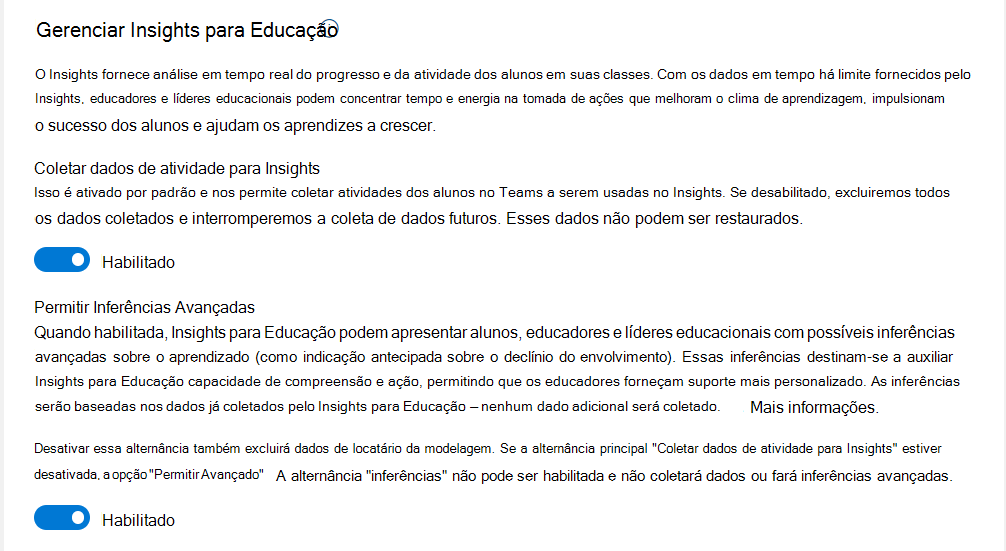 Gerenciar Insights para Educação
O Insights fornece análise em tempo real do progresso e da atividade dos alunos em suas classes. Com os dados em tempo há limite fornecidos pelo
Insights, educadores e líderes educacionais podem concentrar tempo e energia na tomada de ações que melhoram o clima de aprendizagem, impulsionam
o sucesso dos alunos e ajudam os aprendizes a crescer.
Coletar dados de atividade para Insights
Isso é ativado por padrão e nos permite coletar atividades dos alunos no Teams a serem usadas no Insights. Se desabilitado, excluiremos todos
os dados coletados e interromperemos a coleta de dados futuros. Esses dados não podem ser restaurados.
Habilitado
Permitir Inferências Avançadas
Quando habilitada, Insights para Educação podem apresentar alunos, educadores e líderes educacionais com possíveis inferências
avançadas sobre o aprendizado (como indicação antecipada sobre o declínio do envolvimento). Essas inferências destinam-se a auxiliar
Insights para Educação capacidade de compreensão e ação, permitindo que os educadores forneçam suporte mais personalizado. As inferências
serão baseadas nos dados já coletados pelo Insights para Educação – nenhum dado adicional será coletado. Mais informações.
Desativar essa alternância também excluirá dados de locatário da modelagem. Se a alternância principal "Coletar dados de atividade para Insights" estiver
desativada, a opção "Permitir Avançado" A alternância "inferências" não pode ser habilitada e não coletará dados ou fará inferências avançadas.
Habilitado